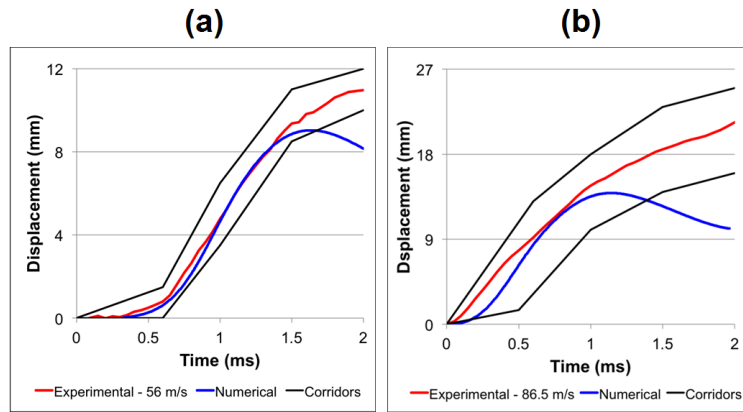 (a)
(b)
12
8
4
0
Displacement (mm)
0
0.5
1
1.5
2
Time (ms)
Experimental - 56 m/s Numerical Corridors
27
18
9
0
Dsplacement (mm)
0
0.5
1
1.5
2
Time (ms)
Experimental - 86.5 m/s Numerical Corridors